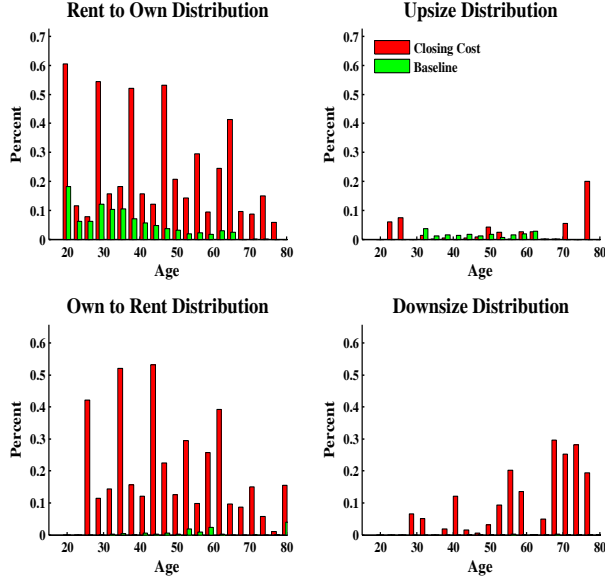 Rent to Own Distribution
0.7
0.6
0.5
0.4
0.3
0.2
0.1
0
Percent
20 30 40 50 60 70 80
Age
Upsize Distribution
Closing Cost
Baseline
0.7
0.6
0.5
0.4
0.3
0.2
0.1
0
Percent
20 30 40 50 60 70 80
Age
Own to Rent Distribution
0.6
0.5
0.4
0.3
0.2
0.1
0
Percent
20 30 40 50 60 70 80
Age
Downsize Distribution
0.6
0.5
0.4
0.3
0.2
0.1
0
Percent
20 30 40 50 60 70 80
Age